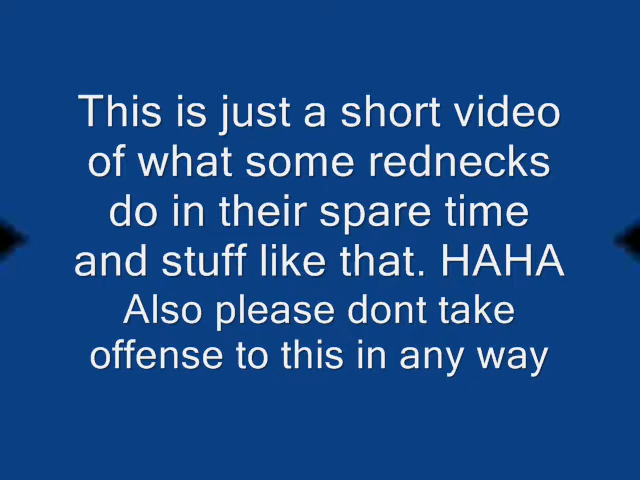 This is just a short video
of what some rednecks
do in their spare time
and stuff like that. HAHA
Also please dont take
offense to this in any way